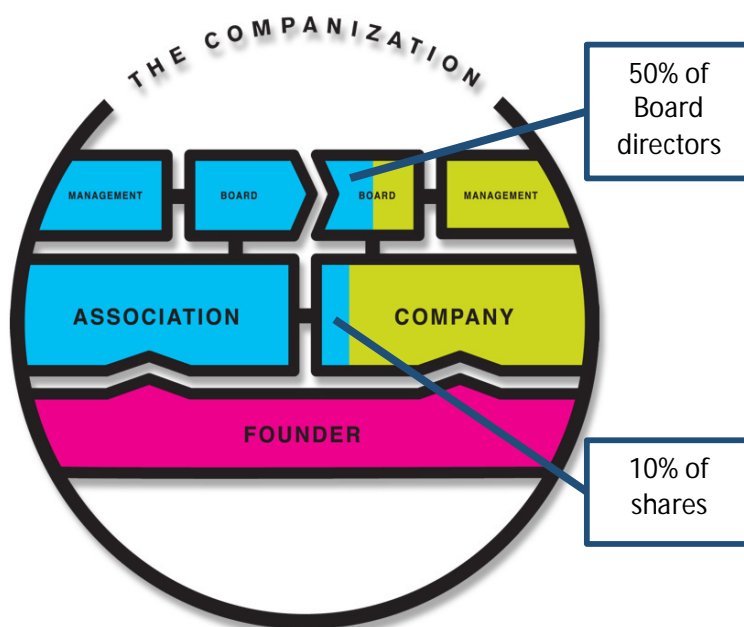 THE COMPANIZATION
50% of
Board
directors
MANAGEMENT
BOARD
BOARD
MANAGEMENT
ASSOCIATION
COMPANY
FOUNDER
10% of
shares